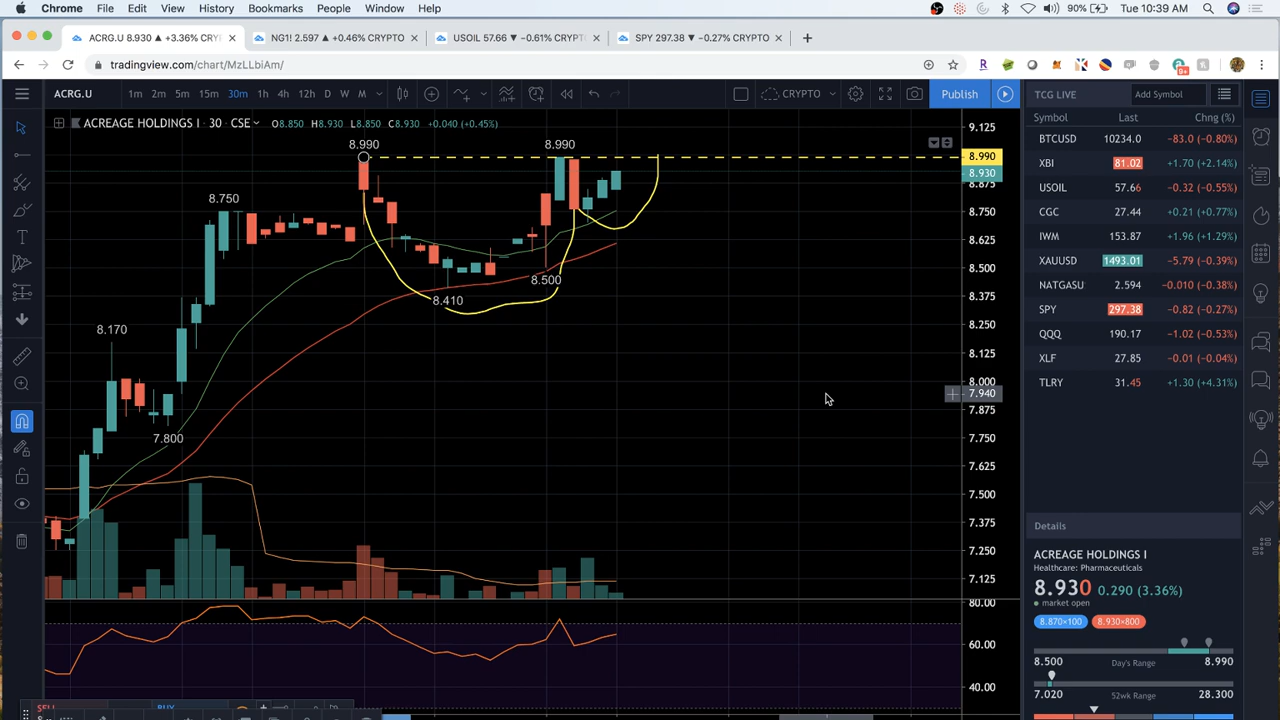 Chrome File Edit View History Bookmarks People Window Help 90% Tue 10:39 AM
ACRG.U 8.930 ▲ +3.36% CRYPTO × NG1! 2.597 ▲ +0.46% CRYPTO × USOIL 57.66 ▼ −0.61% CRYPTO × SPY 297.38 ▼ −0.27% CRYPTO × +
tradingview.com/chart/MzLLbiAm/
ACRG.U 1m 2m 5m 15m 30m 1h 4h 12h D W M CRYPTO Publish
TCG LIVE Add Symbol
ACREAGE HOLDINGS I · 30 · CSE O8.850 H8.930 L8.850 C8.930 +0.040 (+0.45%)
Symbol Last Chng (%)
BTCUSD 10234.0 −83.0 (−0.80%)
XBI 81.02 +1.70 (+2.14%)
USOIL 57.66 −0.32 (−0.55%)
CGC 27.44 +0.21 (+0.77%)
IWM 153.87 +1.96 (+1.29%)
XAUUSD 1493.01 −5.79 (−0.39%)
NATGASU 2.594 −0.010 (−0.38%)
SPY 297.38 −0.82 (−0.27%)
QQQ 190.17 −1.02 (−0.53%)
XLF 27.85 −0.01 (−0.04%)
TLRY 31.45 +1.30 (+4.31%)
8.990
8.990
8.750
8.170
7.800
8.410
8.500
9.125
8.990
8.930
8.875
8.750
8.625
8.500
8.375
8.250
8.125
8.000
7.940
7.875
7.750
7.625
7.500
7.375
7.250
7.125
80.00
60.00
40.00
Details
ACREAGE HOLDINGS I
Healthcare: Pharmaceuticals
8.930 0.290 (3.36%)
market open
8.870×100 8.930×800
8.500 Day's Range 8.990
7.020 52wk Range 28.300
SELL BUY